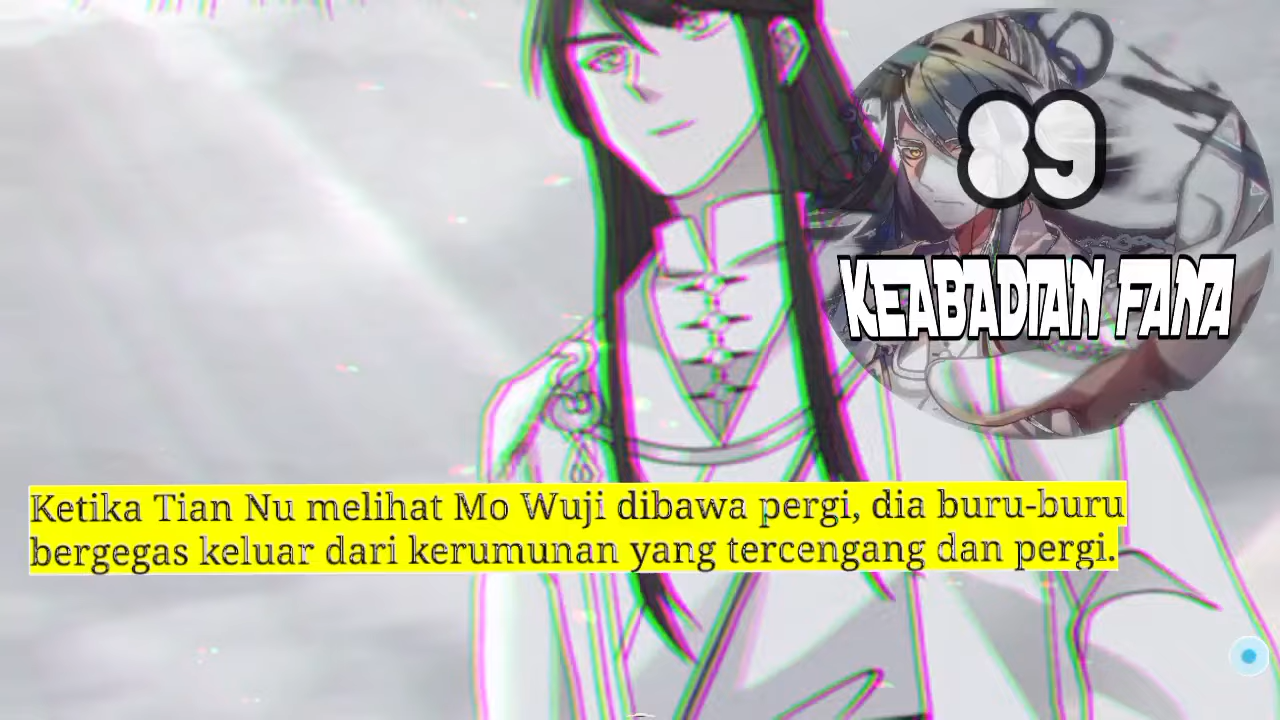 89
KEABADIAN FANA
Ketika Tian Nu melihat Mo Wuji dibawa pergi, dia buru-buru
bergegas keluar dari kerumunan yang tercengang dan pergi.